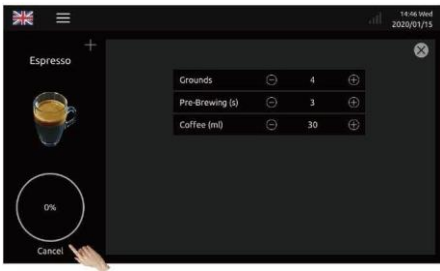 14:46 Wed
2020/01/15
Espresso
Grounds 4
Pre-Brewing (s) 3
Coffee (ml) 30
0%
Cancel